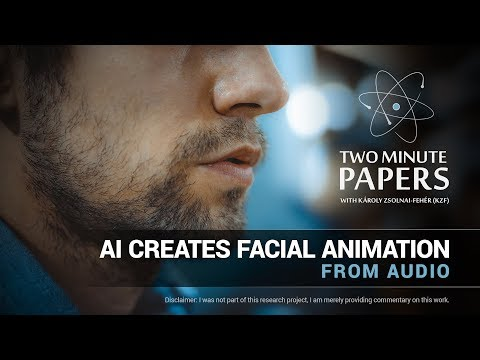 TWO MINUTE
PAPERS
WITH KÁROLY ZSOLNAI-FEHÉR (KZF)
AI CREATES FACIAL ANIMATION
FROM AUDIO
Disclaimer: I was not part of this research project, I am merely providing commentary on this work.